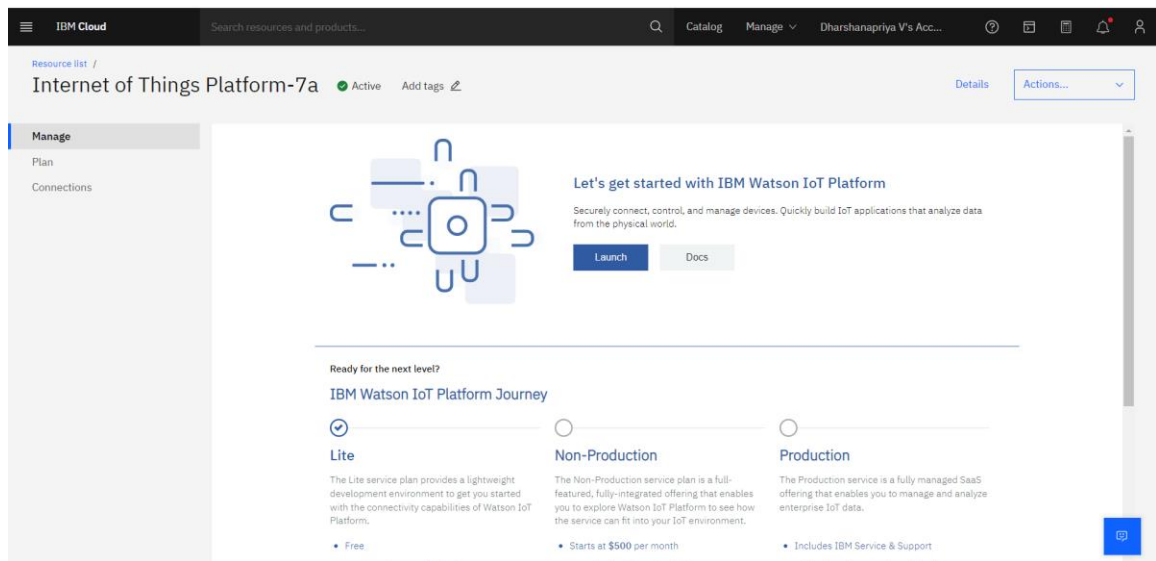 IBM Cloud
Search resources and products...
Catalog
Manage
Dharshanapriya V's Acc...
Resource list /
Internet of Things Platform-7a
Active
Add tags
Details
Actions...
Manage
Plan
Connections
Let's get started with IBM Watson IoT Platform
Securely connect, control, and manage devices. Quickly build IoT applications that analyze data
from the physical world.
Launch
Docs
Ready for the next level?
IBM Watson IoT Platform Journey
Lite
The Lite service plan provides a lightweight
development environment to get you started
with the connectivity capabilities of Watson IoT
Platform.
• Free
Non-Production
The Non-Production service plan is a full-
featured, fully-integrated offering that enables
you to explore Watson IoT Platform to see how
the service can fit into your IoT environment.
• Starts at $500 per month
Production
The Production service is a fully managed SaaS
offering that enables you to manage and analyze
enterprise IoT data.
• Includes IBM Service & Support